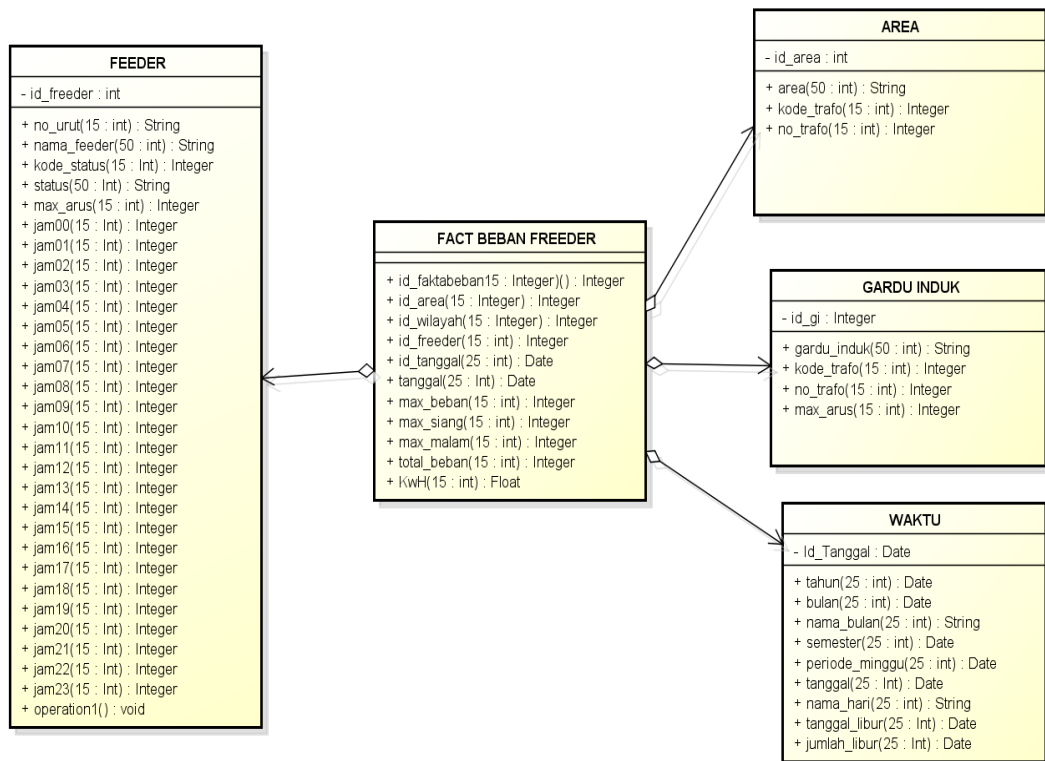 FEEDER
- id_freeder : int
+ no_urut(15 : int) : String
+ nama_feeder(50 : int) : String
+ kode_status(15 : Int) : Integer
+ status(50 : Int) : String
+ max_arus(15 : int) : Integer
+ jam00(15 : Int) : Integer
+ jam01(15 : Int) : Integer
+ jam02(15 : Int) : Integer
+ jam03(15 : Int) : Integer
+ jam04(15 : Int) : Integer
+ jam05(15 : Int) : Integer
+ jam06(15 : Int) : Integer
+ jam07(15 : Int) : Integer
+ jam08(15 : Int) : Integer
+ jam09(15 : Int) : Integer
+ jam10(15 : Int) : Integer
+ jam11(15 : Int) : Integer
+ jam12(15 : Int) : Integer
+ jam13(15 : Int) : Integer
+ jam14(15 : Int) : Integer
+ jam15(15 : Int) : Integer
+ jam16(15 : Int) : Integer
+ jam17(15 : Int) : Integer
+ jam18(15 : Int) : Integer
+ jam19(15 : Int) : Integer
+ jam20(15 : Int) : Integer
+ jam21(15 : Int) : Integer
+ jam22(15 : Int) : Integer
+ jam23(15 : Int) : Integer
+ operation1() : void
FACT BEBAN FREEDER
+ id_faktabeban15 : Integer)() : Integer
+ id_area(15 : Integer) : Integer
+ id_wilayah(15 : Integer) : Integer
+ id_freeder(15 : int) : Integer
+ id_tanggal(25 : int) : Date
+ tanggal(25 : Int) : Date
+ max_beban(15 : int) : Integer
+ max_siang(15 : int) : Integer
+ max_malam(15 : int) : Integer
+ total_beban(15 : int) : Integer
+ KwH(15 : int) : Float
AREA
- id_area : int
+ area(50 : int) : String
+ kode_trafo(15 : int) : Integer
+ no_trafo(15 : int) : Integer
GARDU INDUK
- id_gi : Integer
+ gardu_induk(50 : int) : String
+ kode_trafo(15 : int) : Integer
+ no_trafo(15 : int) : Integer
+ max_arus(15 : int) : Integer
WAKTU
- Id_Tanggal : Date
+ tahun(25 : int) : Date
+ bulan(25 : int) : Date
+ nama_bulan(25 : int) : String
+ semester(25 : int) : Date
+ periode_minggu(25 : int) : Date
+ tanggal(25 : Int) : Date
+ nama_hari(25 : int) : String
+ tanggal_libur(25 : Int) : Date
+ jumlah_libur(25 : Int) : Date